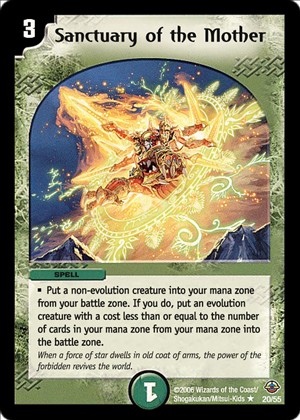 3
Sanctuary of the Mother
SPELL
▪ Put a non-evolution creature into your mana zone
from your battle zone. If you do, put an evolution
creature with a cost less than or equal to the number
of cards in your mana zone from your mana zone into
the battle zone.
When a force of star dwells in old coat of arms, the power of the
forbidden revives the world.
1
©2006 Wizards of the Coast/
Shogakukan/Mitsui-Kids ★ 20/55